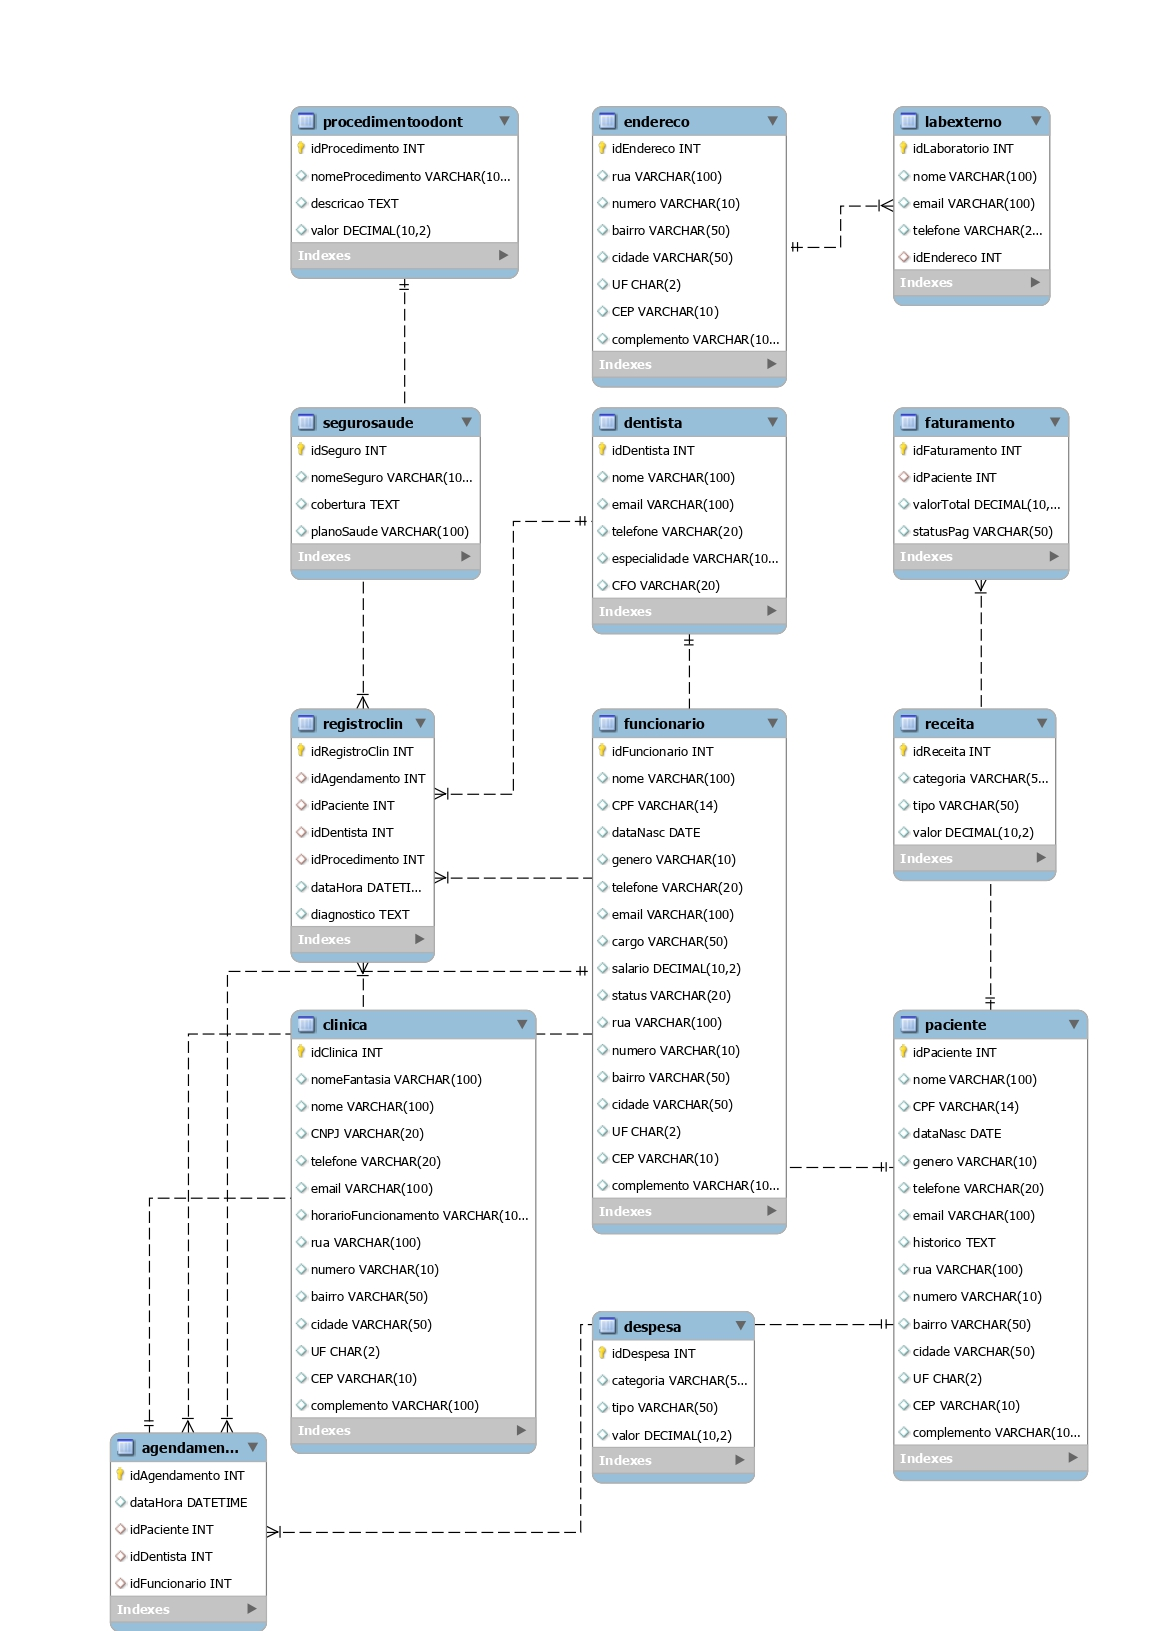 procedimentoodont
idProcedimento INT
nomeProcedimento VARCHAR(10...
descricao TEXT
valor DECIMAL(10,2)
Indexes
endereco
idEndereco INT
rua VARCHAR(100)
numero VARCHAR(10)
bairro VARCHAR(50)
cidade VARCHAR(50)
UF CHAR(2)
CEP VARCHAR(10)
complemento VARCHAR(10...
Indexes
labexterno
idLaboratorio INT
nome VARCHAR(100)
email VARCHAR(100)
telefone VARCHAR(2...
idEndereco INT
Indexes
segurosaude
idSeguro INT
nomeSeguro VARCHAR(10...
cobertura TEXT
planoSaude VARCHAR(100)
Indexes
dentista
idDentista INT
nome VARCHAR(100)
email VARCHAR(100)
telefone VARCHAR(20)
especialidade VARCHAR(10...
CFO VARCHAR(20)
Indexes
faturamento
idFaturamento INT
idPaciente INT
valorTotal DECIMAL(10,...
statusPag VARCHAR(50)
Indexes
registroclin
idRegistroClin INT
idAgendamento INT
idPaciente INT
idDentista INT
idProcedimento INT
dataHora DATETI...
diagnostico TEXT
Indexes
funcionario
idFuncionario INT
nome VARCHAR(100)
CPF VARCHAR(14)
dataNasc DATE
genero VARCHAR(10)
telefone VARCHAR(20)
email VARCHAR(100)
cargo VARCHAR(50)
salario DECIMAL(10,2)
status VARCHAR(20)
rua VARCHAR(100)
numero VARCHAR(10)
bairro VARCHAR(50)
cidade VARCHAR(50)
UF CHAR(2)
CEP VARCHAR(10)
complemento VARCHAR(10...
Indexes
receita
idReceita INT
categoria VARCHAR(5...
tipo VARCHAR(50)
valor DECIMAL(10,2)
Indexes
clinica
idClinica INT
nomeFantasia VARCHAR(100)
nome VARCHAR(100)
CNPJ VARCHAR(20)
telefone VARCHAR(20)
email VARCHAR(100)
horarioFuncionamento VARCHAR(10...
rua VARCHAR(100)
numero VARCHAR(10)
bairro VARCHAR(50)
cidade VARCHAR(50)
UF CHAR(2)
CEP VARCHAR(10)
complemento VARCHAR(100)
Indexes
paciente
idPaciente INT
nome VARCHAR(100)
CPF VARCHAR(14)
dataNasc DATE
genero VARCHAR(10)
telefone VARCHAR(20)
email VARCHAR(100)
historico TEXT
rua VARCHAR(100)
numero VARCHAR(10)
bairro VARCHAR(50)
cidade VARCHAR(50)
UF CHAR(2)
CEP VARCHAR(10)
complemento VARCHAR(10...
Indexes
despesa
idDespesa INT
categoria VARCHAR(5...
tipo VARCHAR(50)
valor DECIMAL(10,2)
Indexes
agendamen...
idAgendamento INT
dataHora DATETIME
idPaciente INT
idDentista INT
idFuncionario INT
Indexes